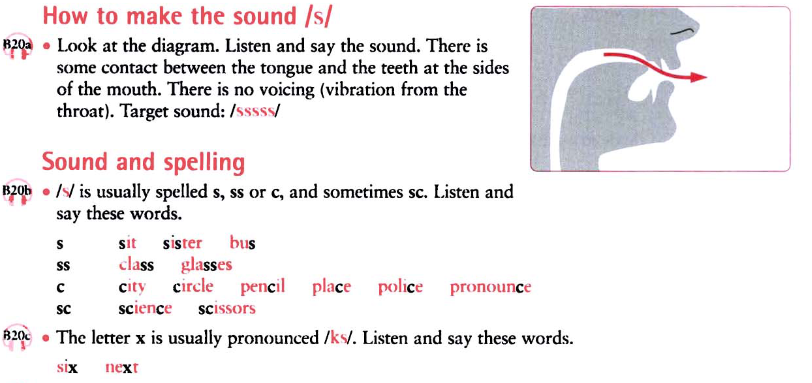 How to make the sound /s/
B20a • Look at the diagram. Listen and say the sound. There is
some contact between the tongue and the teeth at the sides
of the mouth. There is no voicing (vibration from the
throat). Target sound: /sssss/
Sound and spelling
B20b • /s/ is usually spelled s, ss or c, and sometimes sc. Listen and
say these words.
s sit sister bus
ss class glasses
c city circle pencil place police pronounce
sc science scissors
B20c • The letter x is usually pronounced /ks/. Listen and say these words.
six next